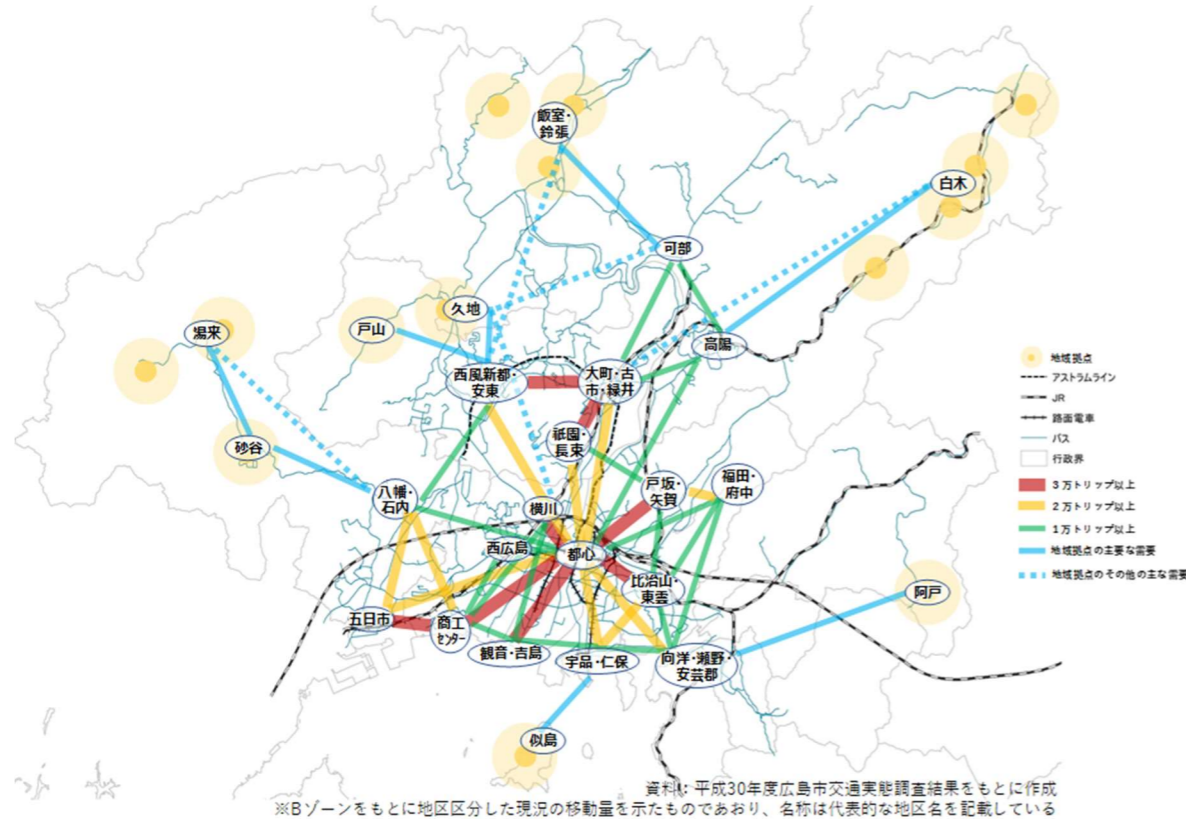 飯室・
鈴張
白木
可部
久地
湯来
戸山
高陽
西風新都・
安東
大町・古
市・緑井
祇園・
長束
砂谷
八幡・
石内
戸坂・
矢賀
福田・
府中
横川
西広島
都心
比治山・
東雲
阿戸
五日市
商工
センター
観音・吉島
宇品・仁保
向洋・瀬野・
安芸郡
似島
地域拠点
アストラムライン
JR
路面電車
バス
行政界
3万トリップ以上
2万トリップ以上
1万トリップ以上
地域拠点の主要な需要
地域拠点のその他の主な需要
資料：平成30年度広島市交通実態調査結果をもとに作成
※Bゾーンをもとに地区区分した現況の移動量を示たものでああり、名称は代表的な地区名を記載している